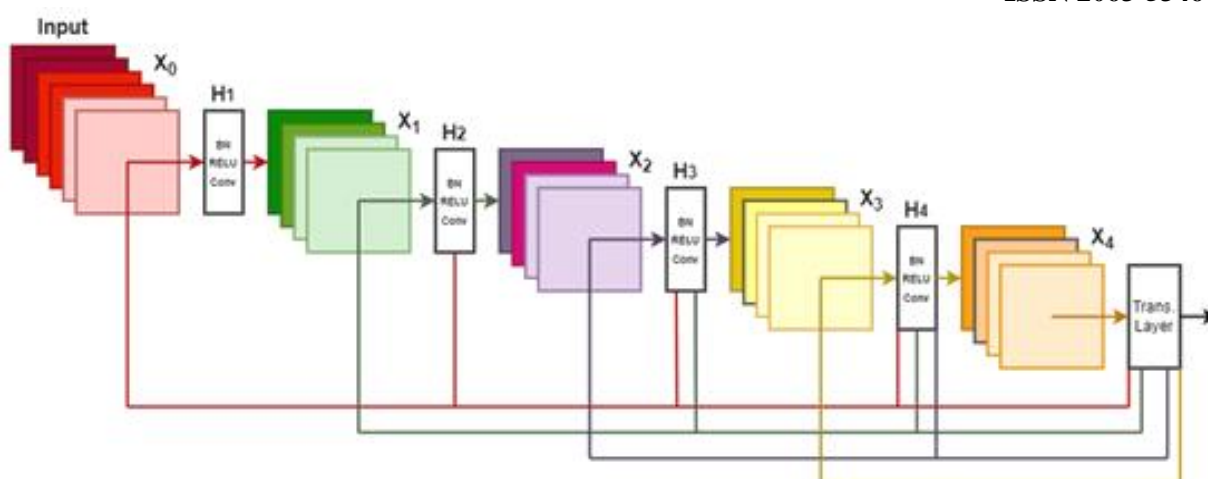 Input
X0
H1
BN
RELU
Conv
X1
H2
BN
RELU
Conv
X2
H3
BN
RELU
Conv
X3
H4
BN
RELU
Conv
X4
Trans.
Layer